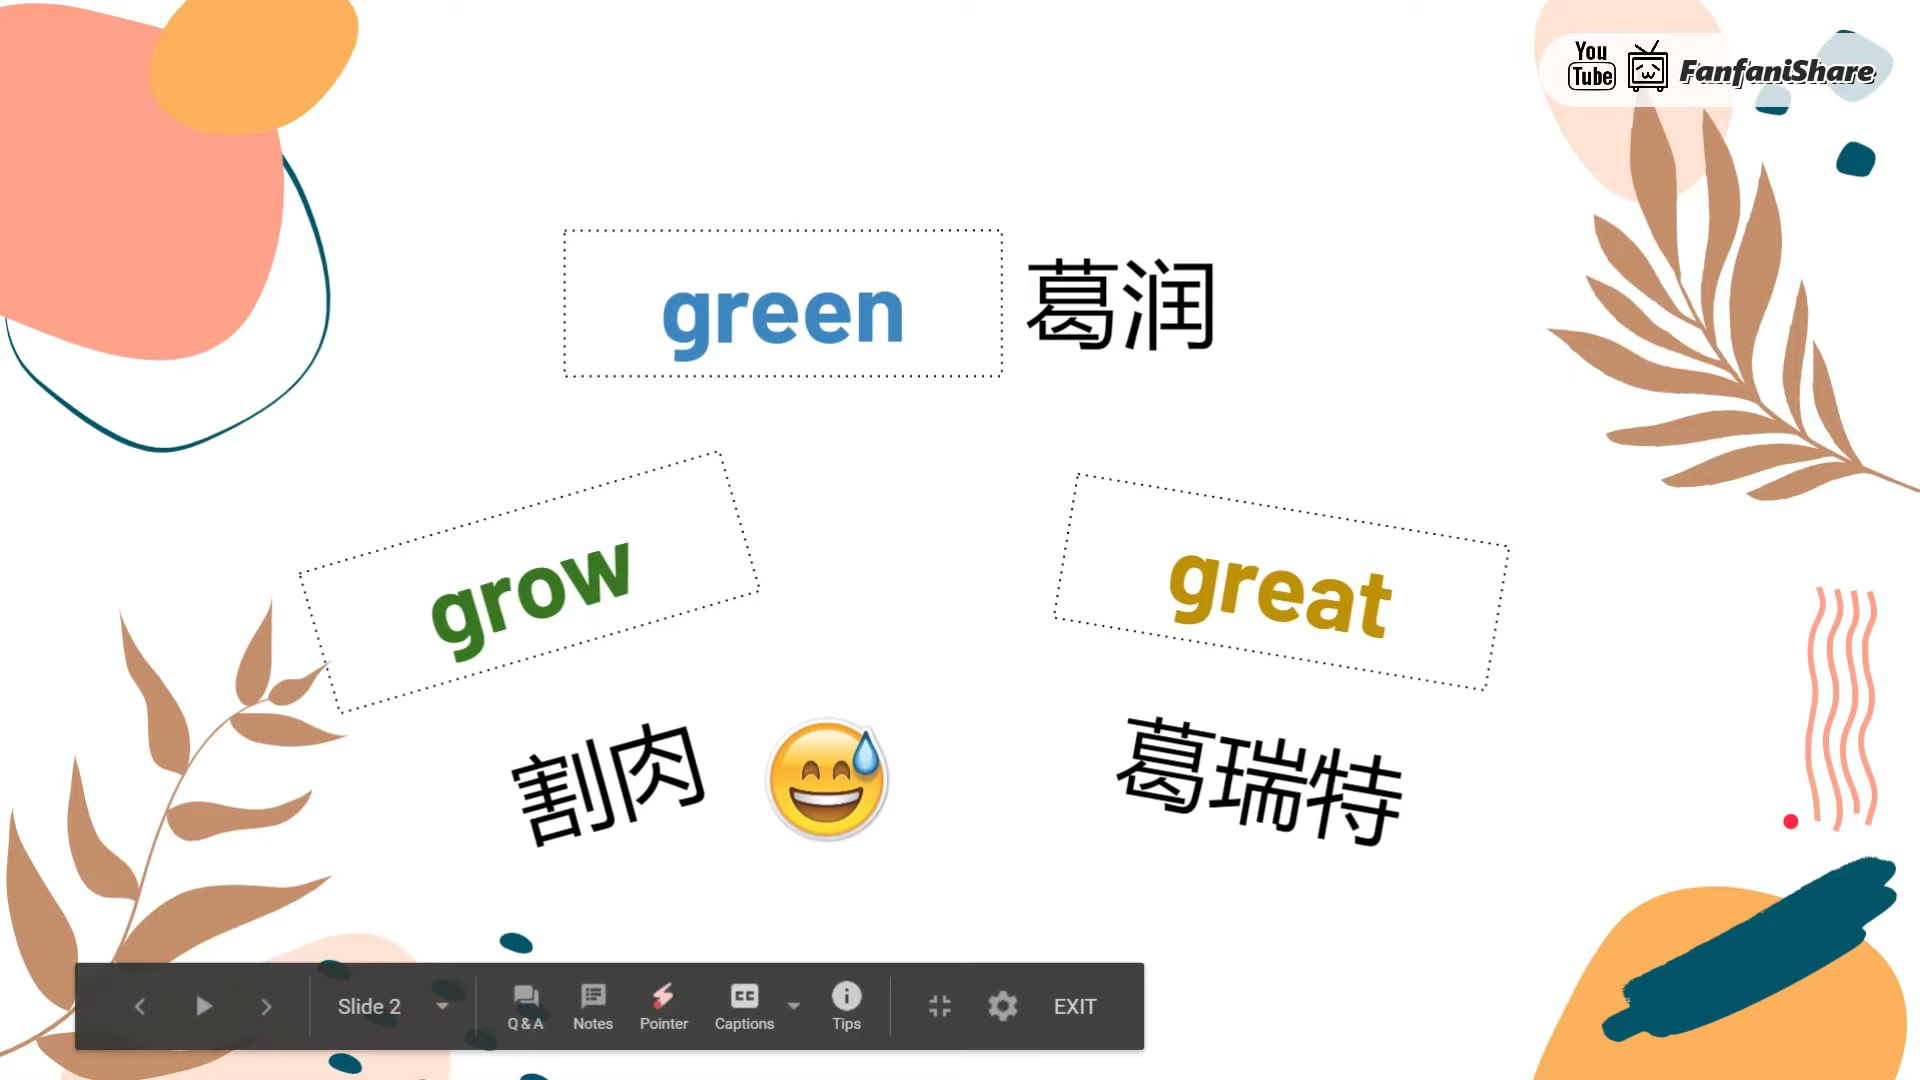 You
Tube
FanfaniShare
green 葛润
grow
great
割肉
葛瑞特
Slide 2
Q & A
Notes
Pointer
CC
Captions
Tips
EXIT